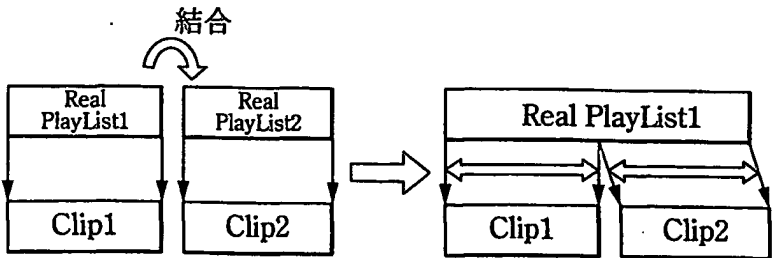 結合
Real
PlayList1
Real
PlayList2
Real PlayList1
Clip1
Clip2
Clip1
Clip2